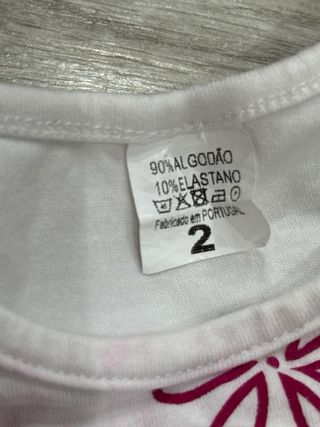 90%ALGODÃO
10%ELASTANO
Fabricado em PORTUGAL
2